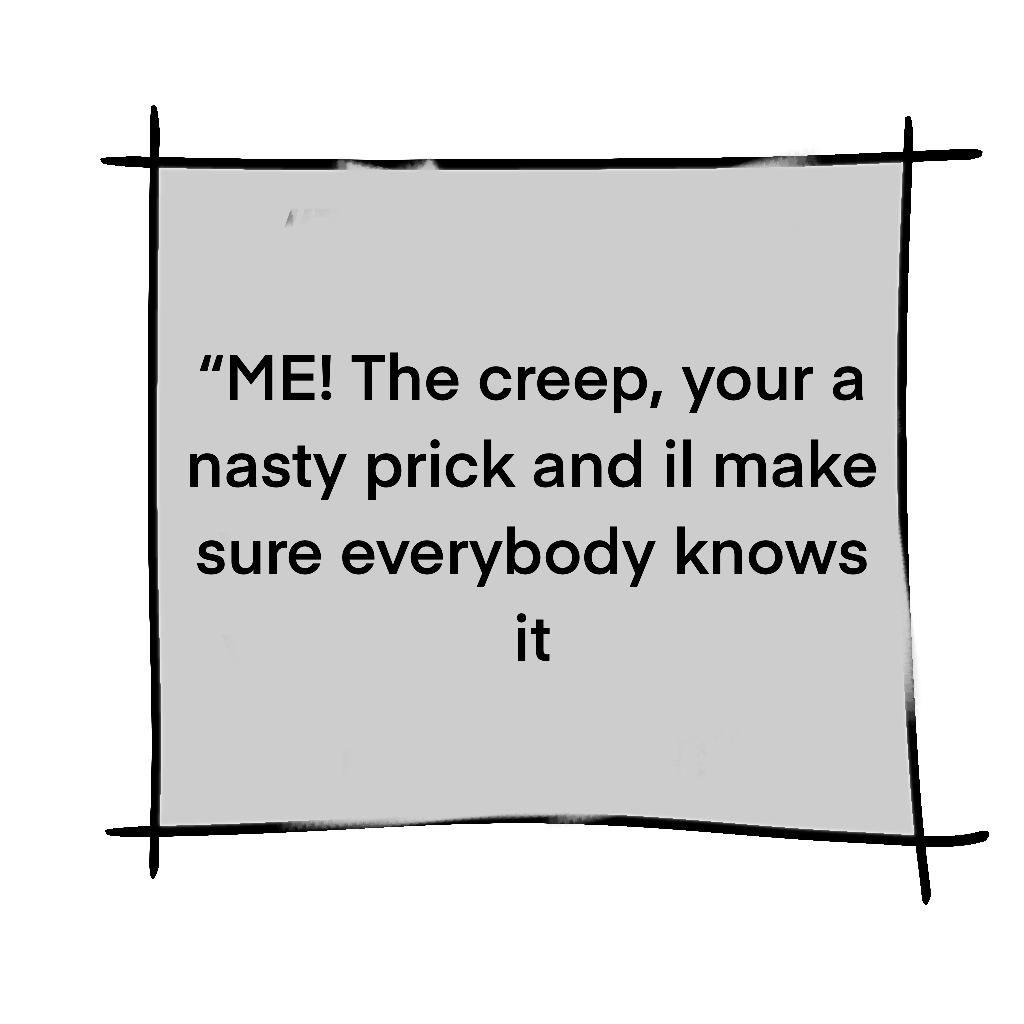 “ME! The creep, your a
nasty prick and il make
sure everybody knows
it